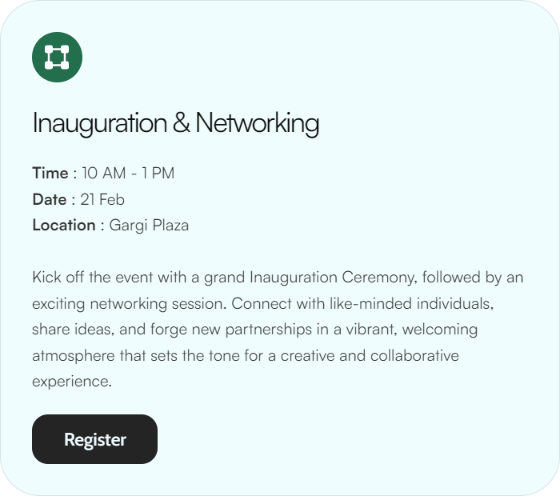 Inauguration & Networking
Time : 10 AM - 1 PM
Date : 21 Feb
Location : Gargi Plaza
Kick off the event with a grand Inauguration Ceremony, followed by an
exciting networking session. Connect with like-minded individuals,
share ideas, and forge new partnerships in a vibrant, welcoming
atmosphere that sets the tone for a creative and collaborative
experience.
Register